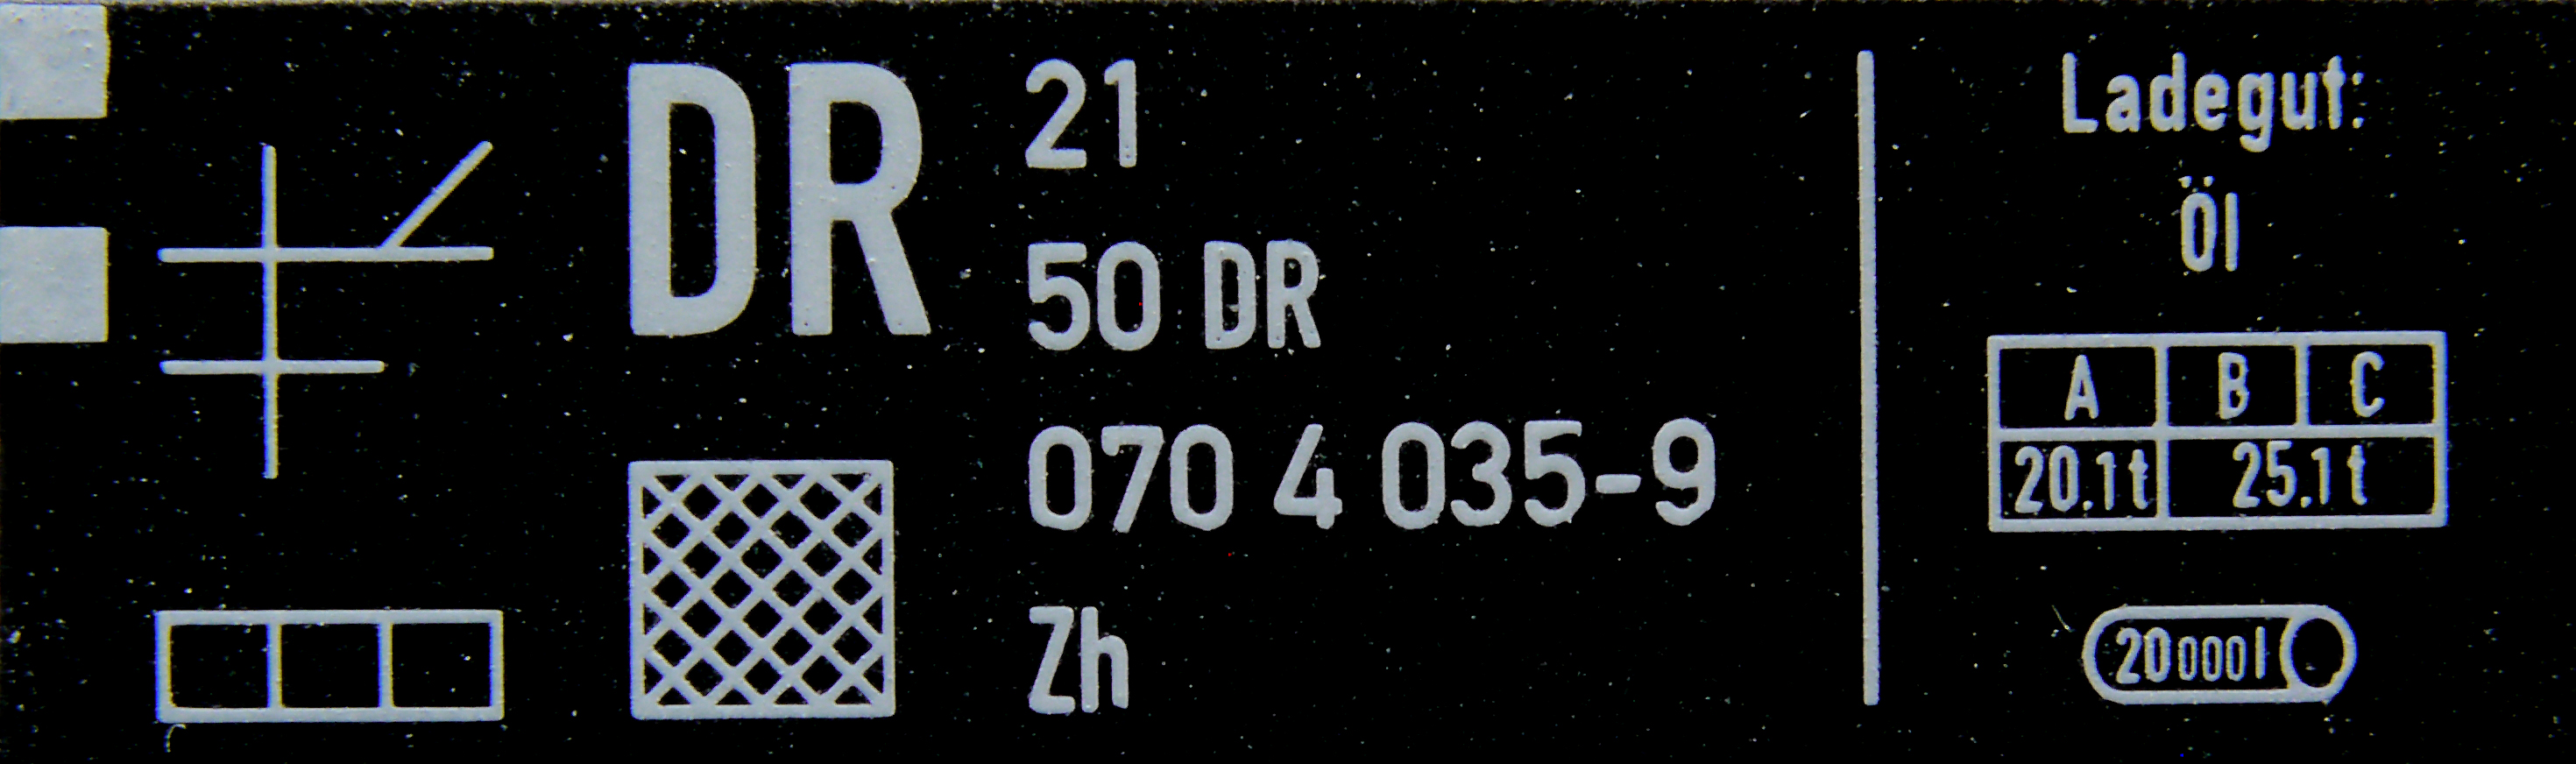 DR
21
50 DR
070 4 035-9
Zh
Ladegut:
Öl
A B C
20.1t 25.1t
20000l